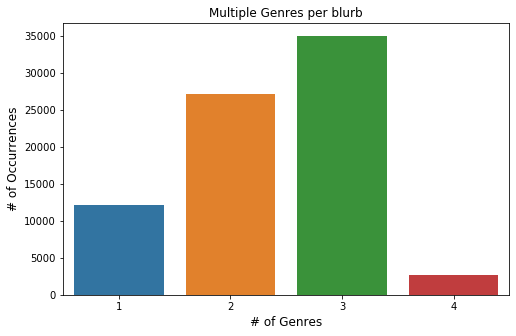 Multiple Genres per blurb
# of Occurrences
35000
30000
25000
20000
15000
10000
5000
0
1 2 3 4
# of Genres